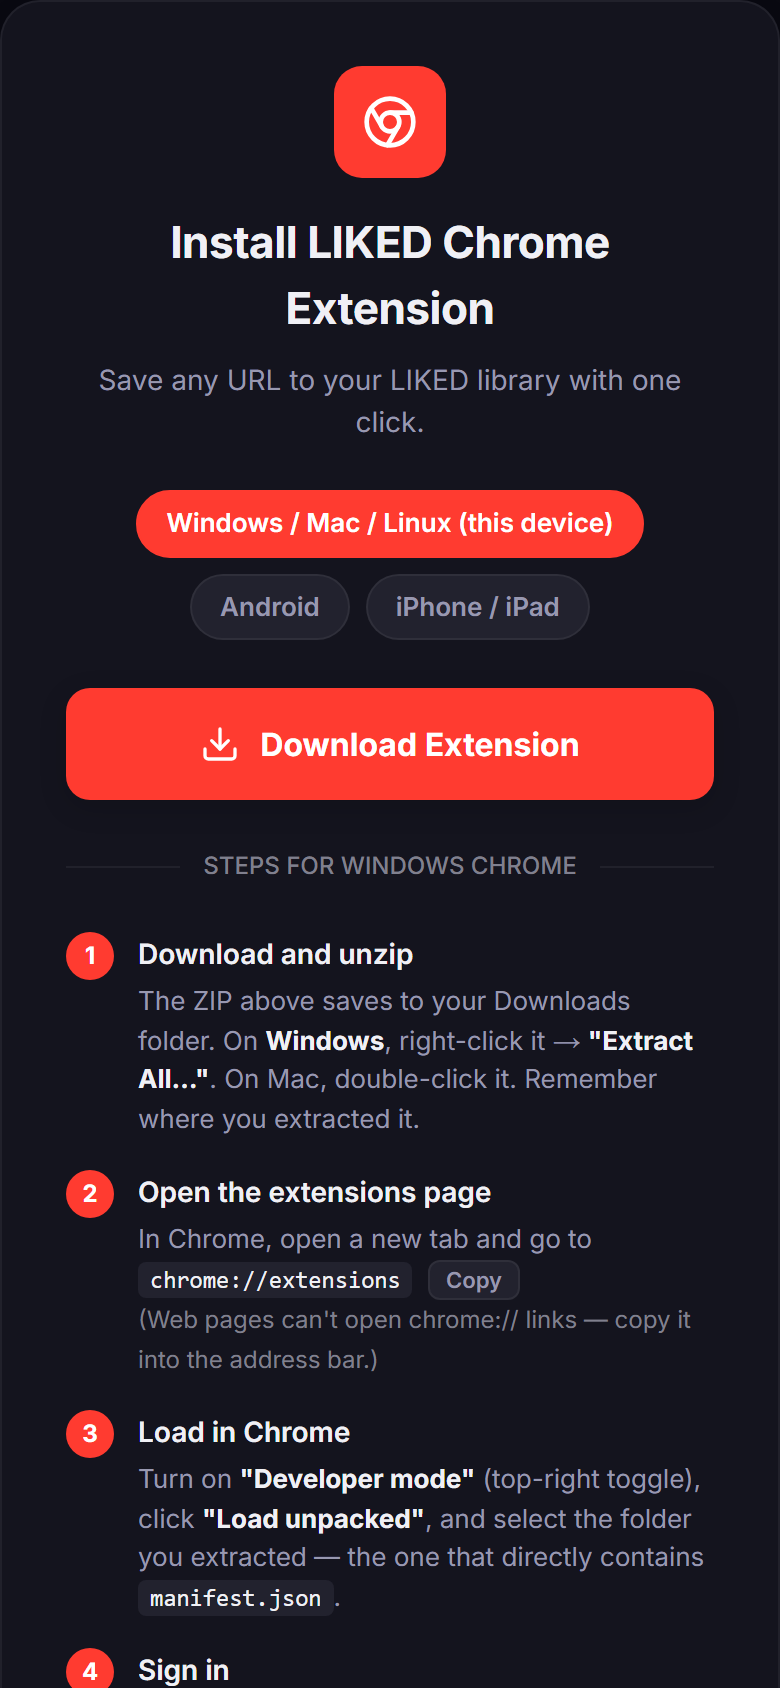 Install LIKED Chrome
Extension
Save any URL to your LIKED library with one
click.
Windows / Mac / Linux (this device)
Android
iPhone / iPad
Download Extension
STEPS FOR WINDOWS CHROME
1
Download and unzip
The ZIP above saves to your Downloads
folder. On Windows, right-click it → "Extract
All…". On Mac, double-click it. Remember
where you extracted it.
2
Open the extensions page
In Chrome, open a new tab and go to
chrome://extensions Copy
(Web pages can't open chrome:// links — copy it
into the address bar.)
3
Load in Chrome
Turn on "Developer mode" (top-right toggle),
click "Load unpacked", and select the folder
you extracted — the one that directly contains
manifest.json.
4
Sign in